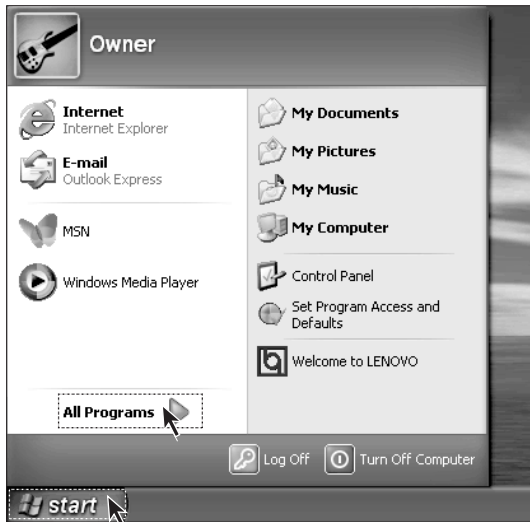 Owner
Internet
Internet Explorer
E-mail
Outlook Express
MSN
Windows Media Player
All Programs
My Documents
My Pictures
My Music
My Computer
Control Panel
Set Program Access and
Defaults
Welcome to LENOVO
Log Off
Turn Off Computer
start